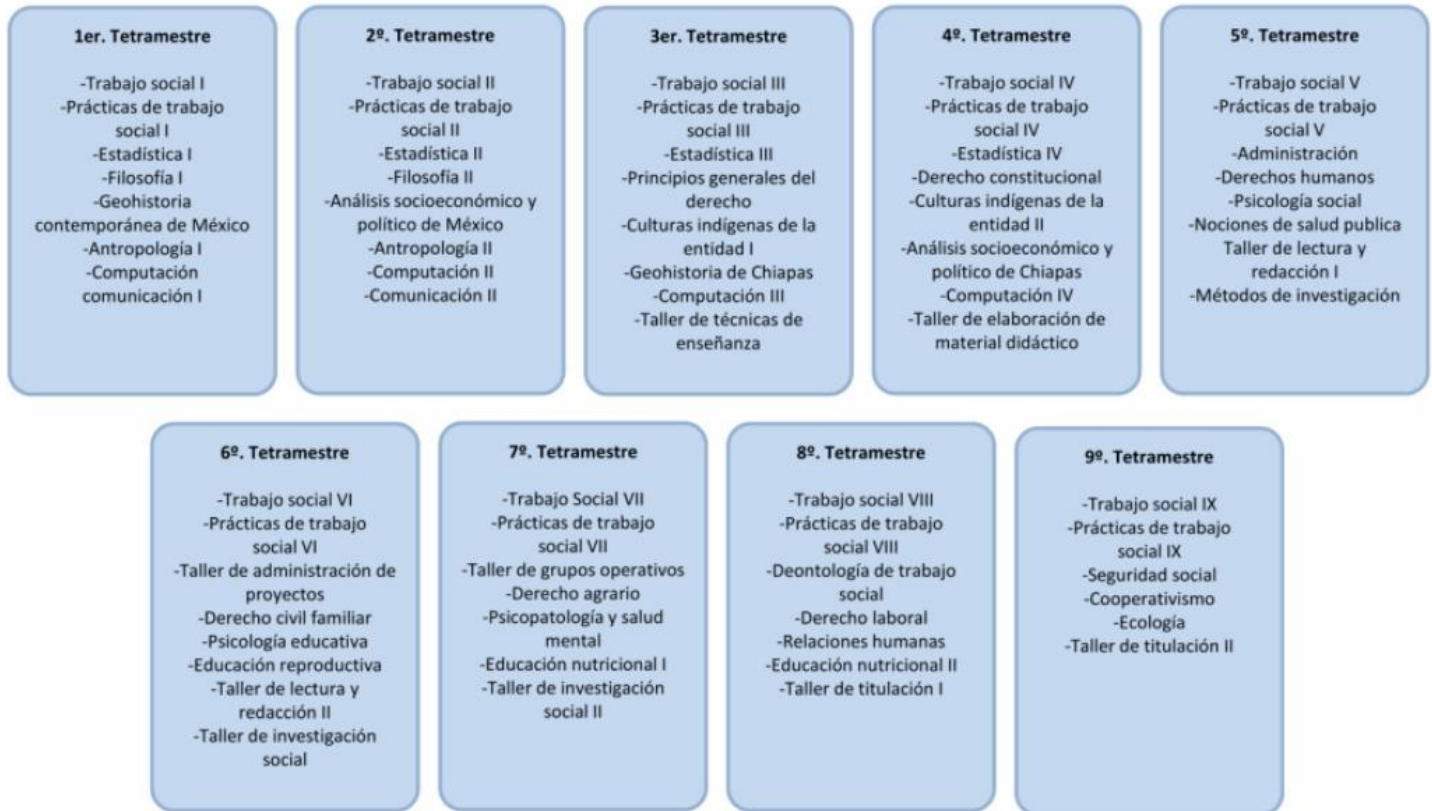 1er. Tetramestre
-Trabajo social I
-Prácticas de trabajo
social I
-Estadística I
-Filosofía I
-Geohistoria
contemporánea de México
-Antropología I
-Computación
comunicación I
2º. Tetramestre
-Trabajo social II
-Prácticas de trabajo
social II
-Estadística II
-Filosofía II
-Análisis socioeconómico y
político de México
-Antropología II
-Computación II
-Comunicación II
3er. Tetramestre
-Trabajo social III
-Prácticas de trabajo
social III
-Estadística III
-Principios generales del
derecho
-Culturas indígenas de la
entidad I
-Geohistoria de Chiapas
-Computación III
-Taller de técnicas de
enseñanza
4º. Tetramestre
-Trabajo social IV
-Prácticas de trabajo
social IV
-Estadística IV
-Derecho constitucional
-Culturas indígenas de la
entidad II
-Análisis socioeconómico y
político de Chiapas
-Computación IV
-Taller de elaboración de
material didáctico
5º. Tetramestre
-Trabajo social V
-Prácticas de trabajo
social V
-Administración
-Derechos humanos
-Psicología social
-Nociones de salud publica
Taller de lectura y
redacción I
-Métodos de investigación
6º. Tetramestre
-Trabajo social VI
-Prácticas de trabajo
social VI
-Taller de administración de
proyectos
-Derecho civil familiar
-Psicología educativa
-Educación reproductiva
-Taller de lectura y
redacción II
-Taller de investigación
social
7º. Tetramestre
-Trabajo Social VII
-Prácticas de trabajo
social VII
-Taller de grupos operativos
-Derecho agrario
-Psicopatología y salud
mental
-Educación nutricional I
-Taller de investigación
social II
8º. Tetramestre
-Trabajo social VIII
-Prácticas de trabajo
social VIII
-Deontología de trabajo
social
-Derecho laboral
-Relaciones humanas
-Educación nutricional II
-Taller de titulación I
9º. Tetramestre
-Trabajo social IX
-Prácticas de trabajo
social IX
-Seguridad social
-Cooperativismo
-Ecología
-Taller de titulación II